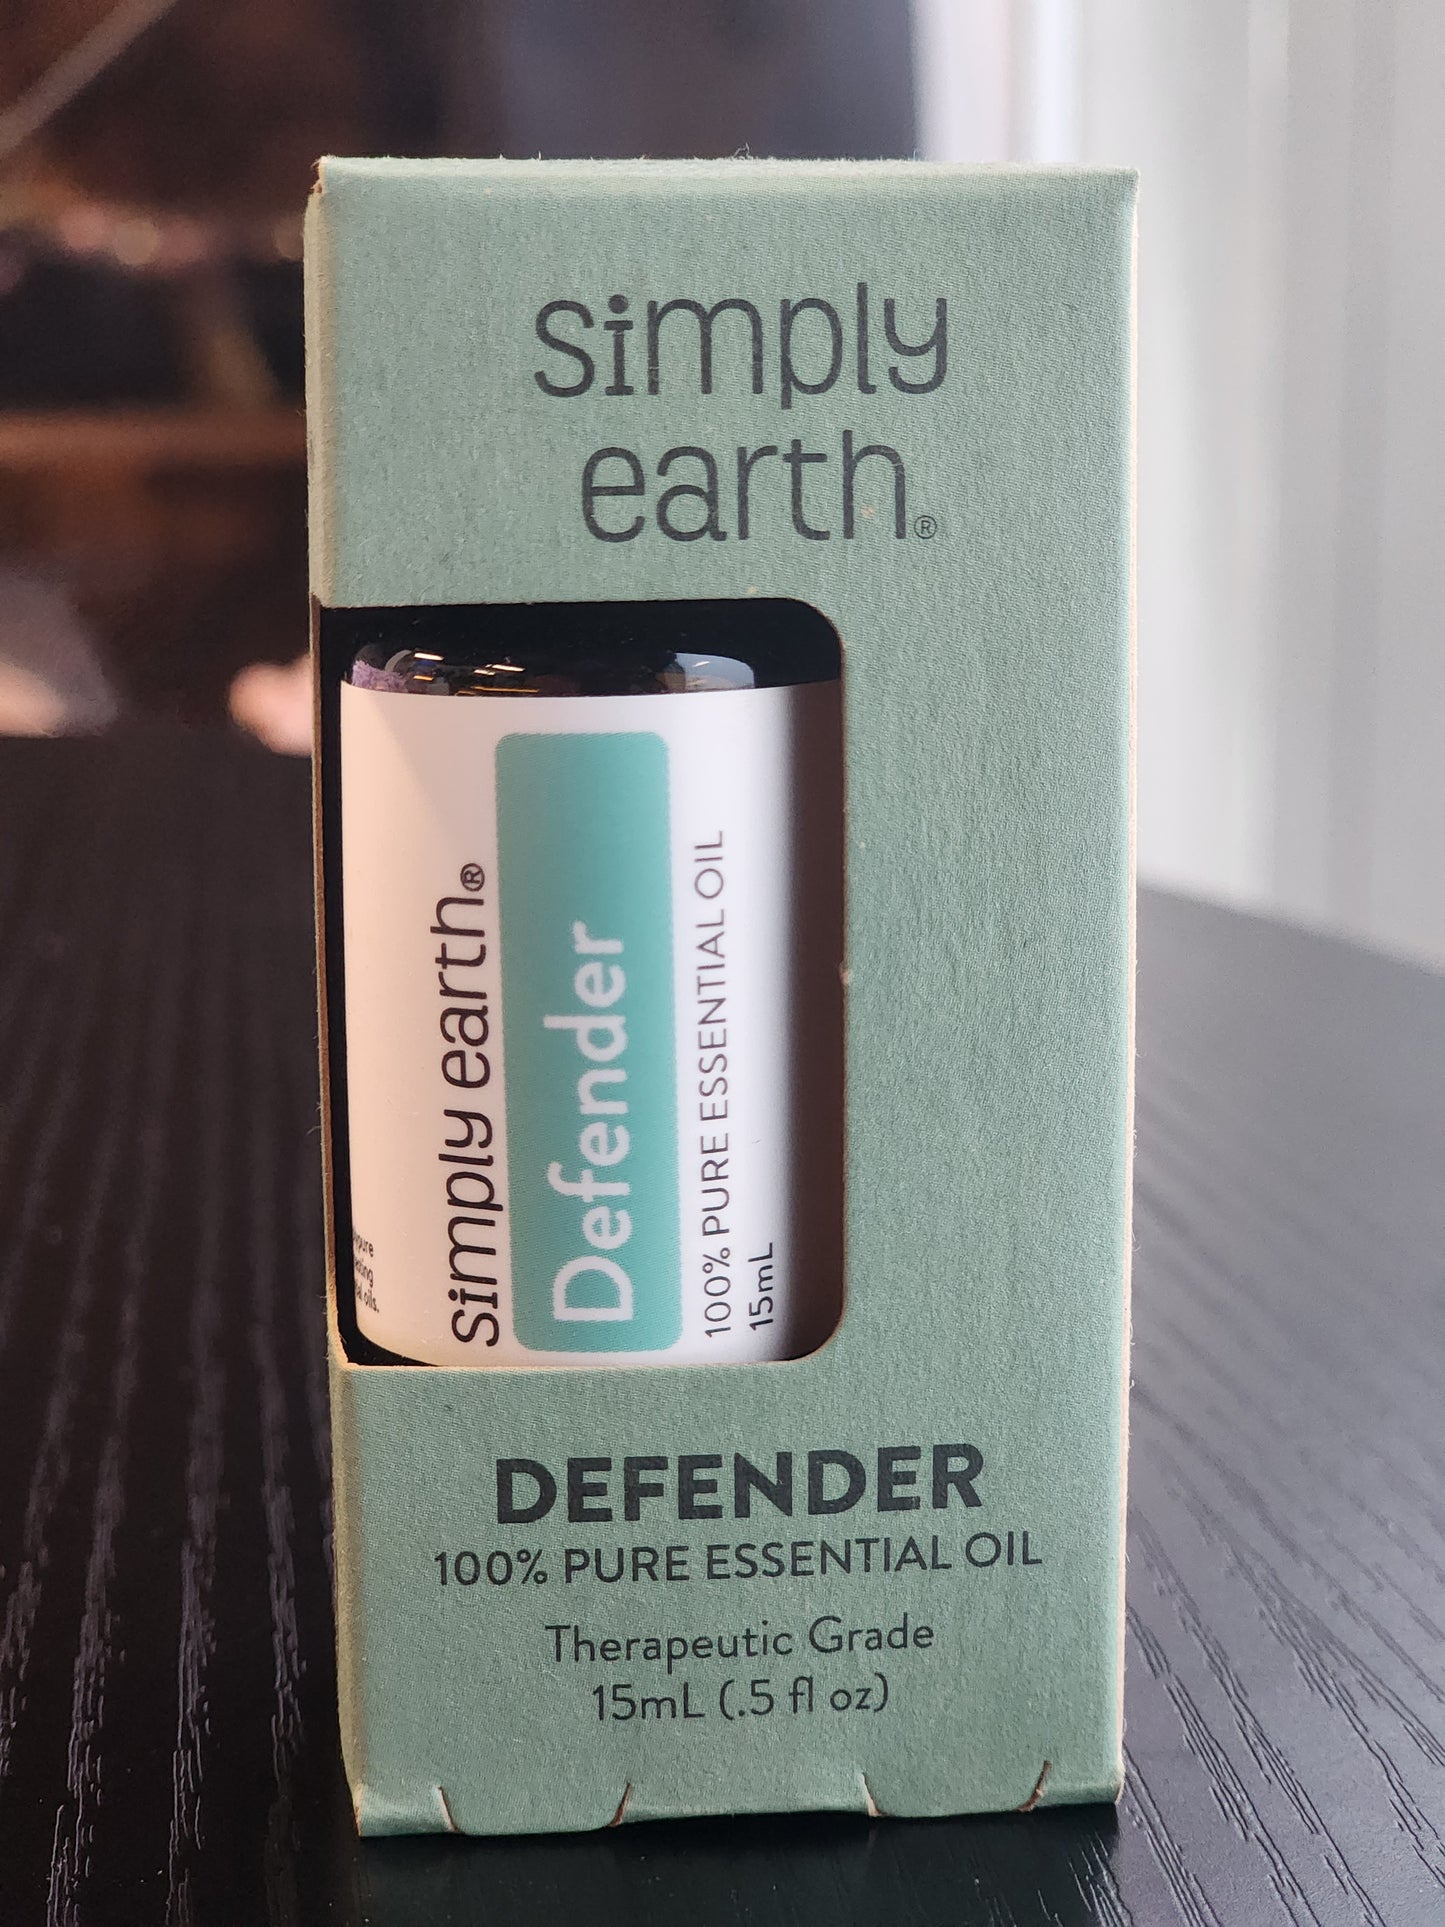 simply
earth®
simply earth®
Defender
100% PURE ESSENTIAL OIL
15mL
oils.
DEFENDER
100% PURE ESSENTIAL OIL
Therapeutic Grade
15mL (.5 fl oz)